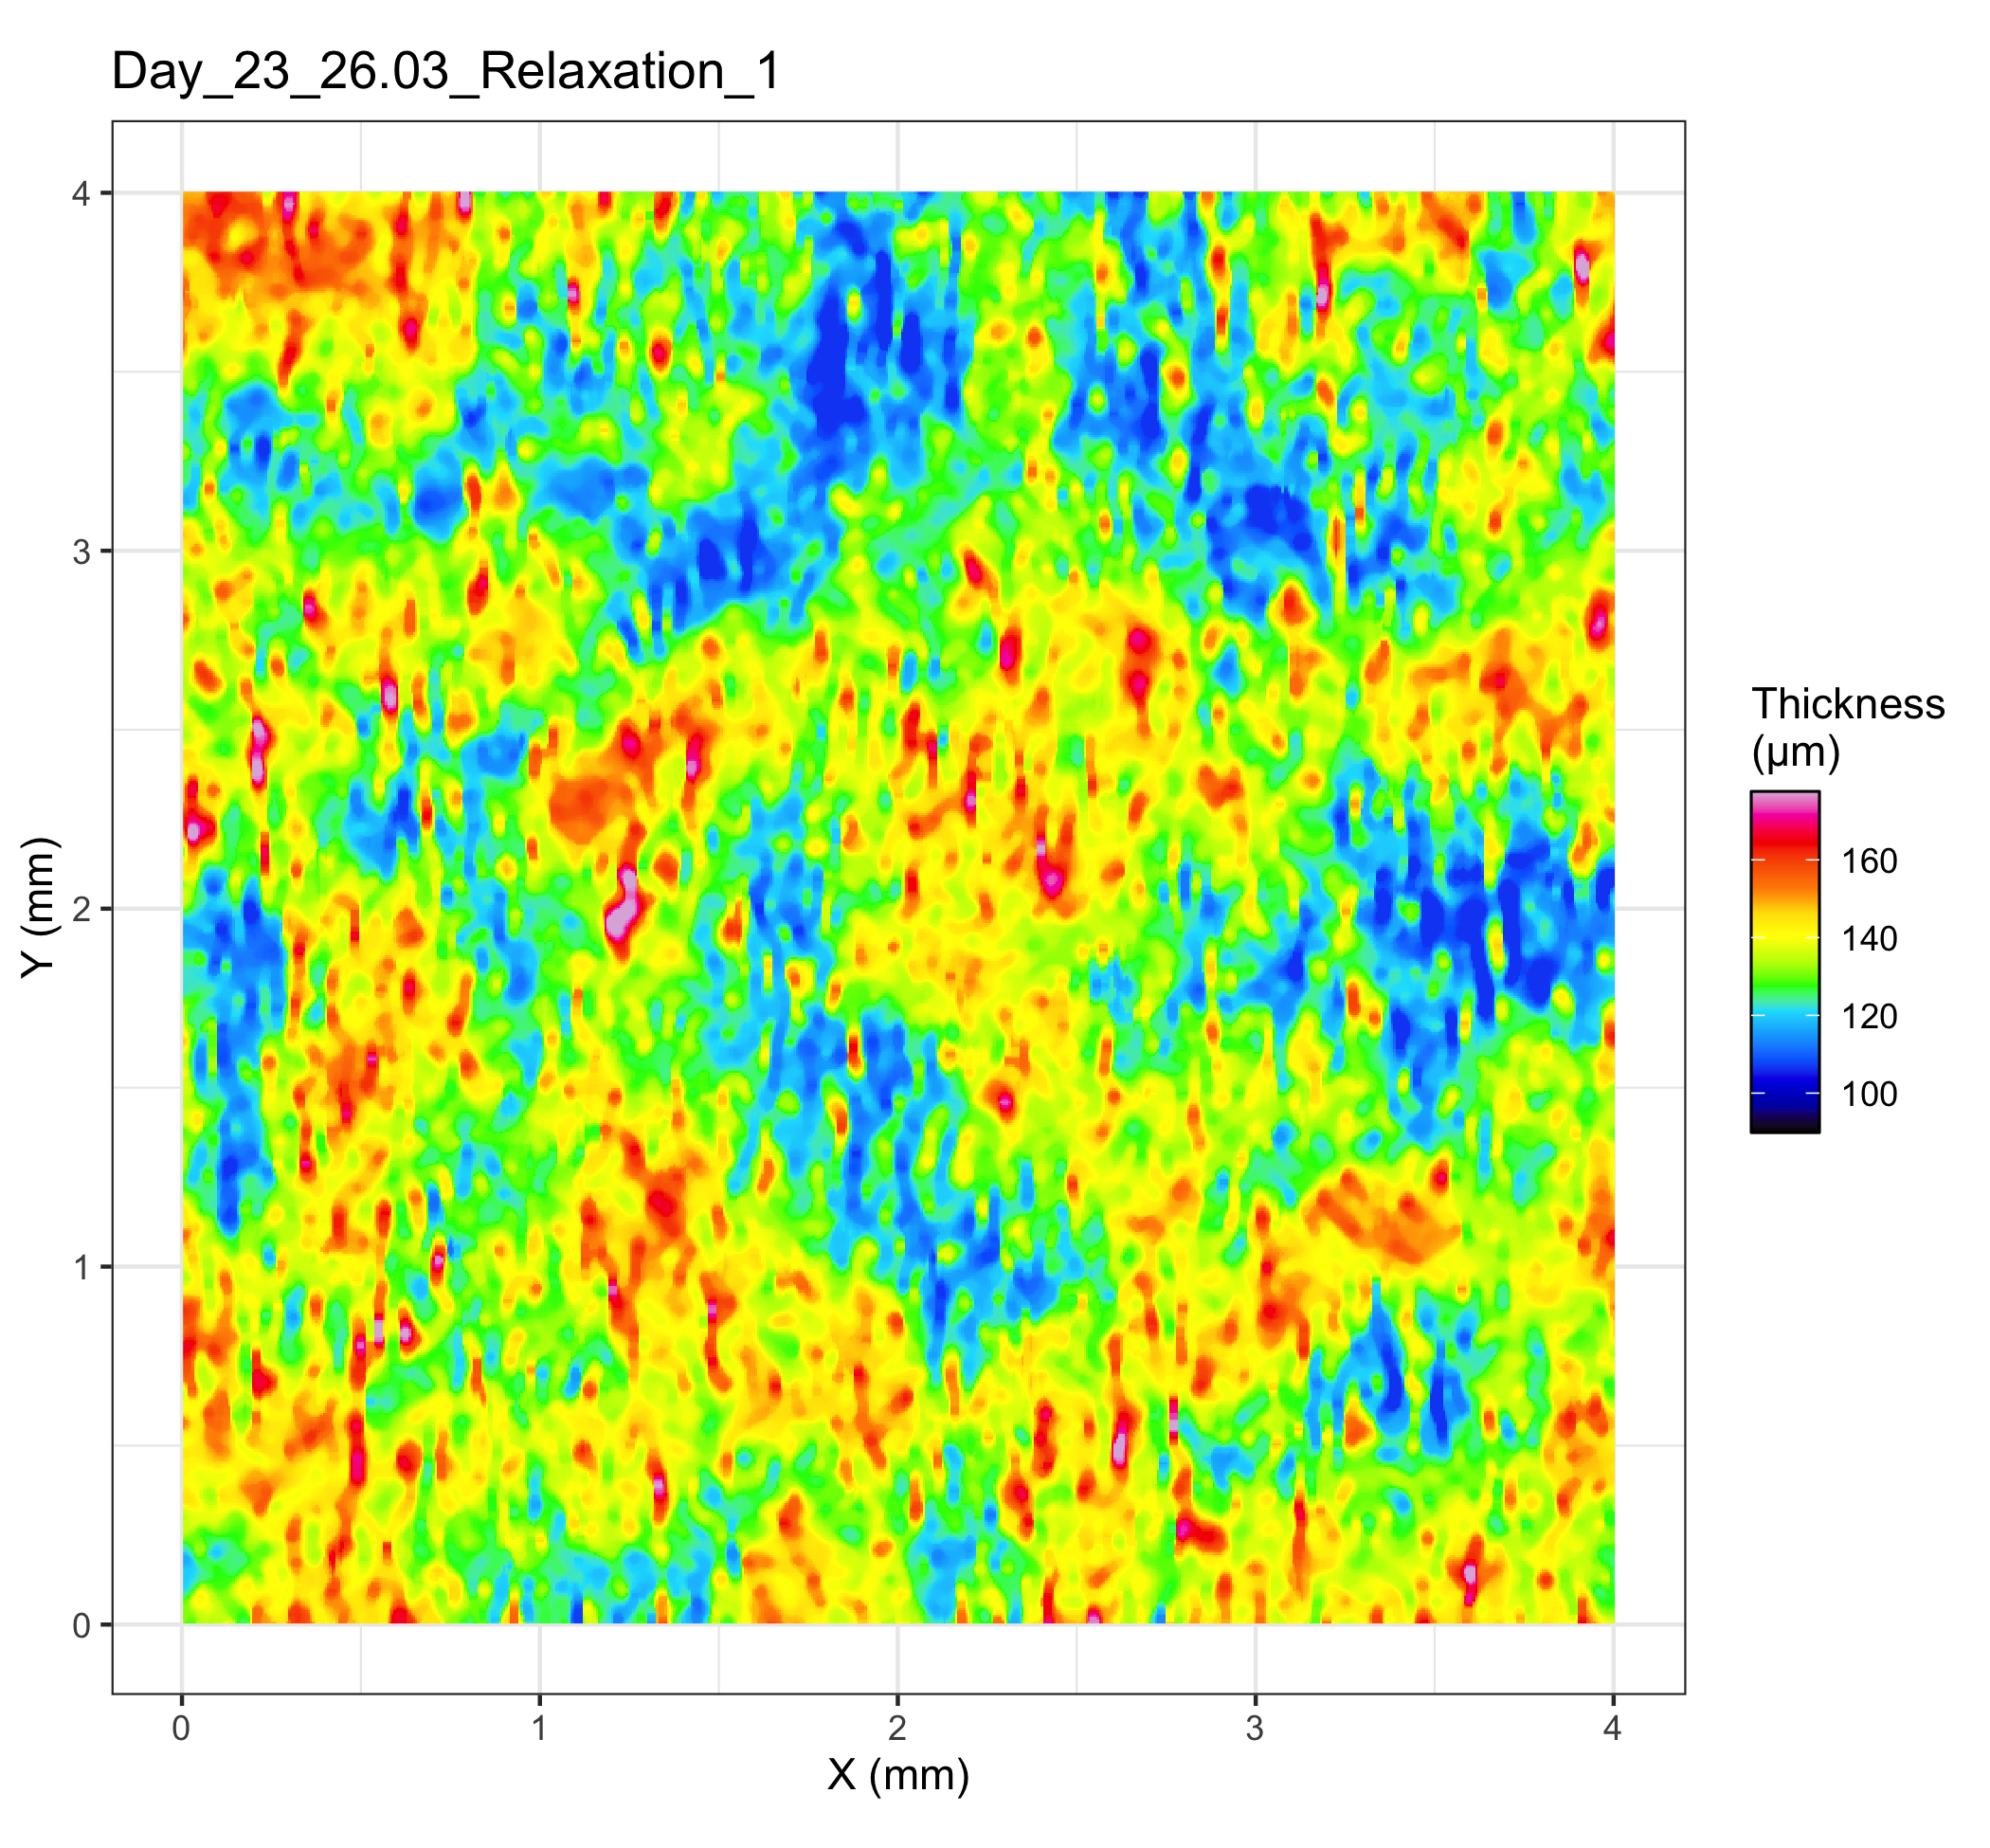 Day_23_26.03_Relaxation_1
4
3
2
1
0
Y (mm)
0 1 2 3 4
X (mm)
Thickness
(μm)
160
140
120
100